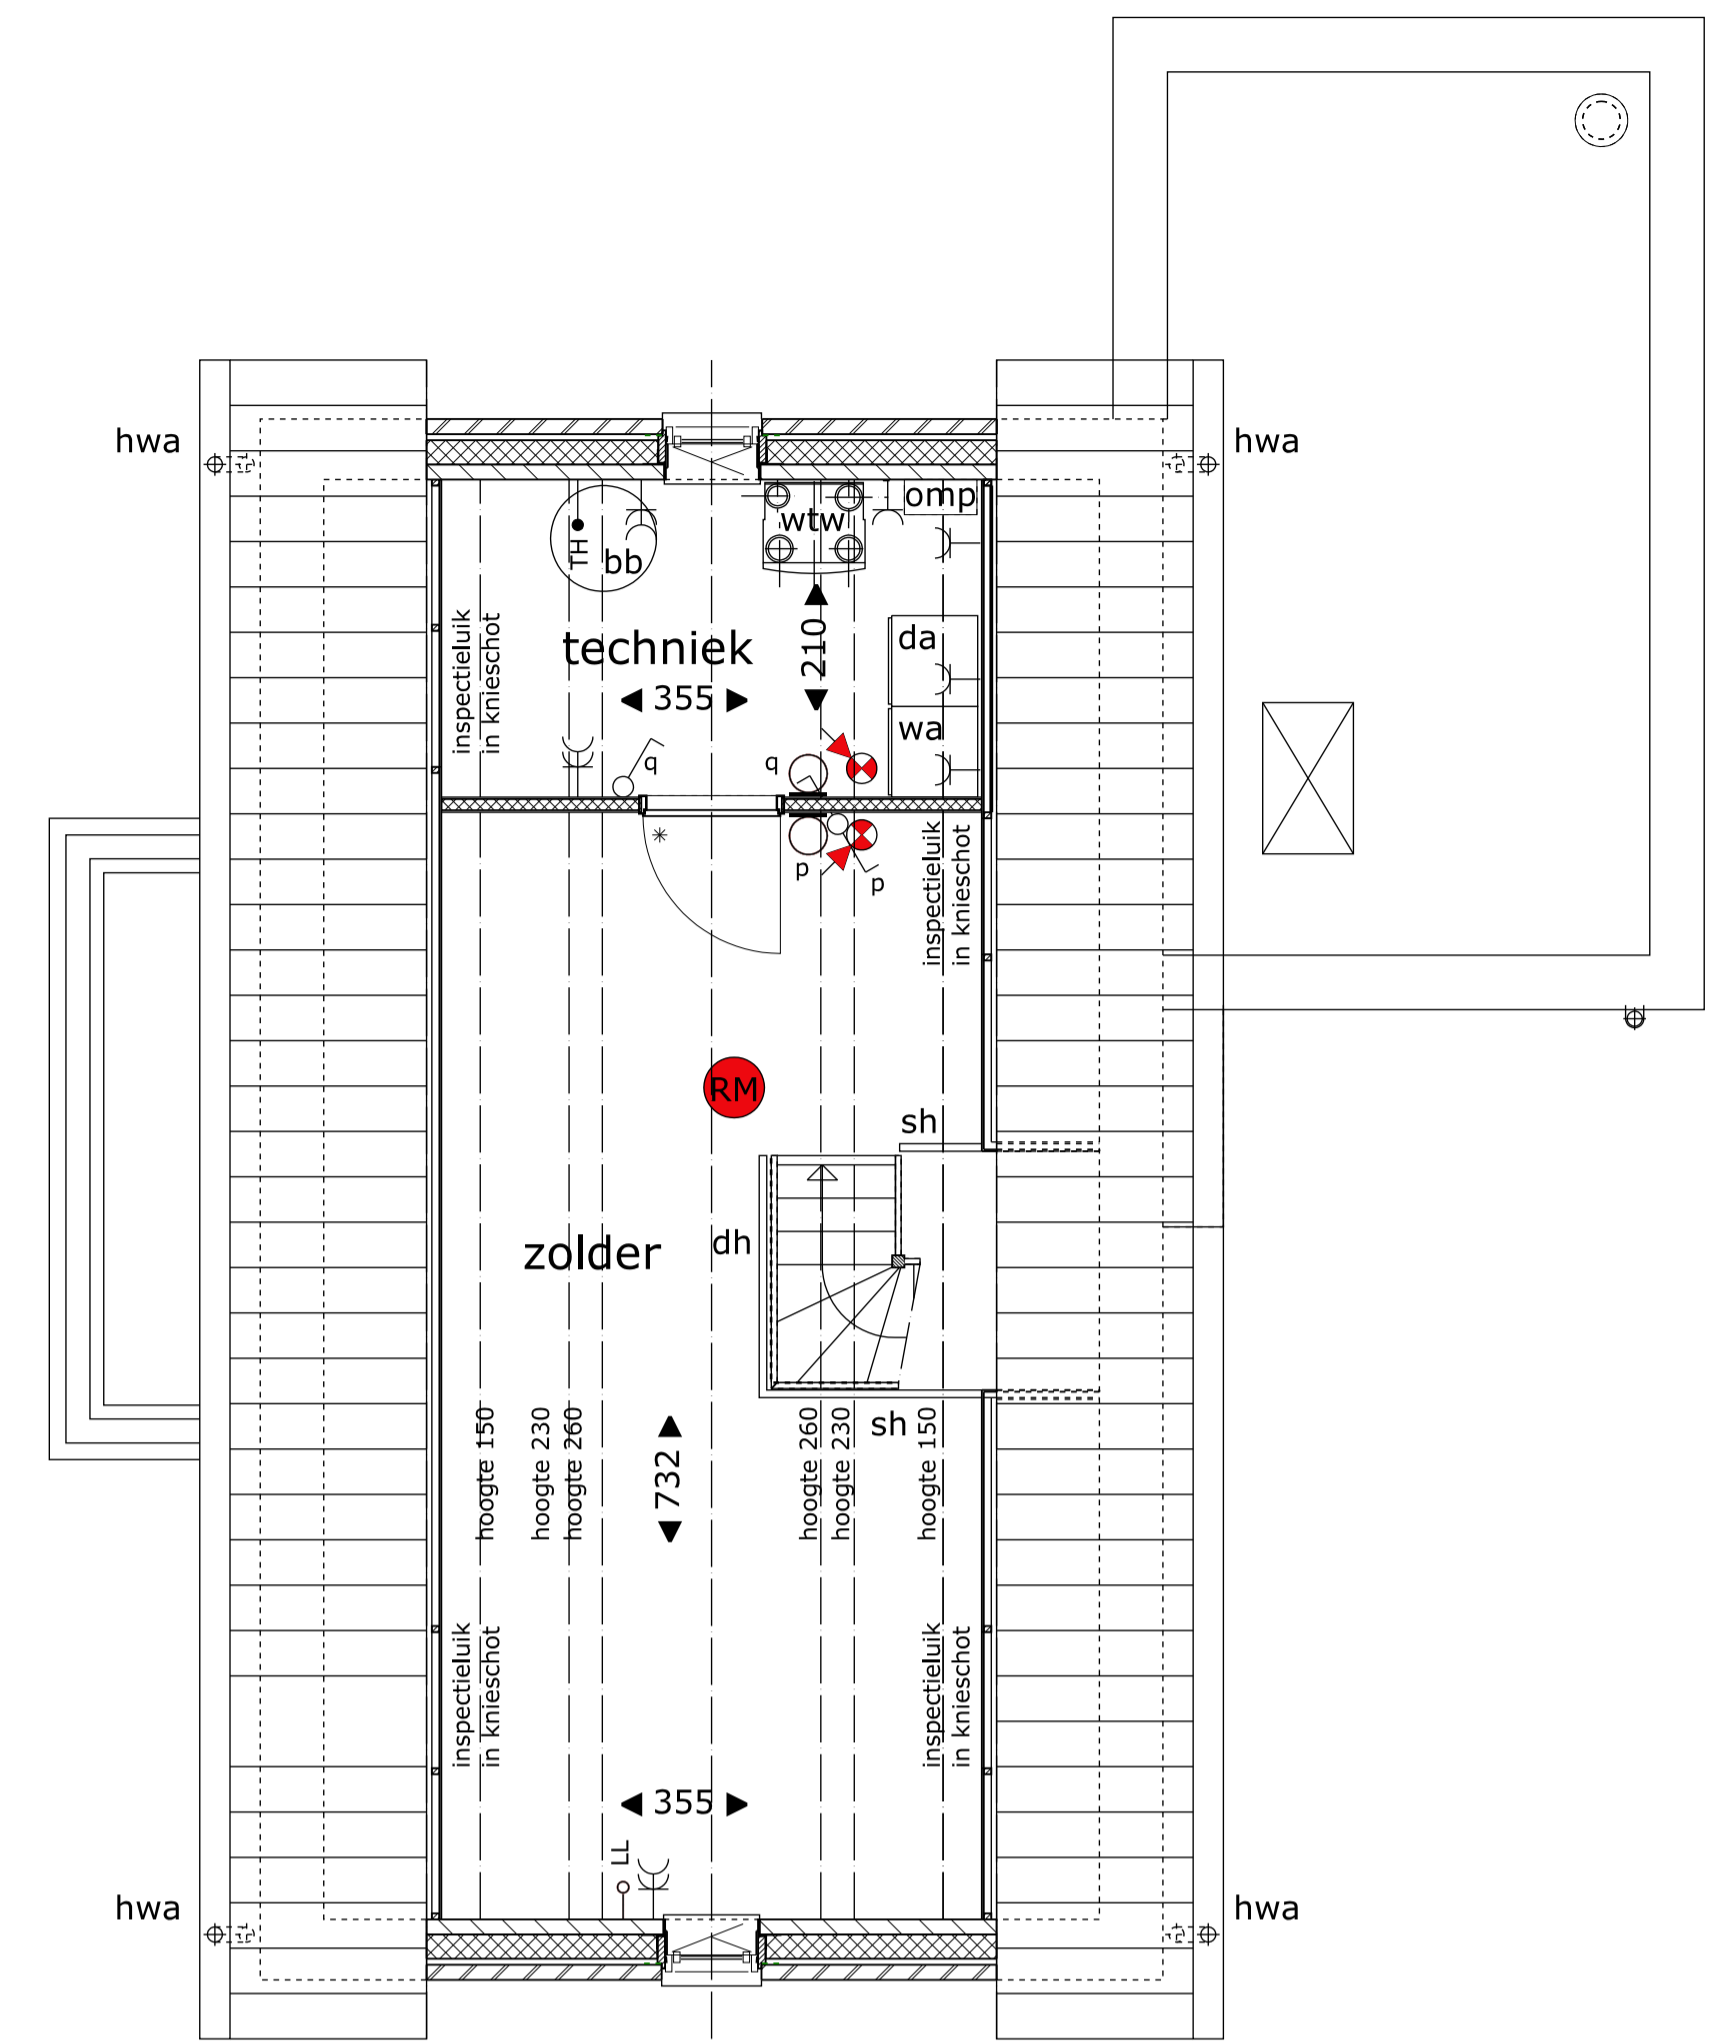 hwa
hwa
omp
wtw
TH
bb
inspectieluik
in knieschot
techniek
210
da
355
wa
q
q
*
p
p
inspectieluik
in knieschot
RM
sh
dh
zolder
hoogte 150
hoogte 230
hoogte 260
732
hoogte 260
hoogte 230
sh
hoogte 150
inspectieluik
in knieschot
inspectieluik
in knieschot
355
LL
hwa
hwa